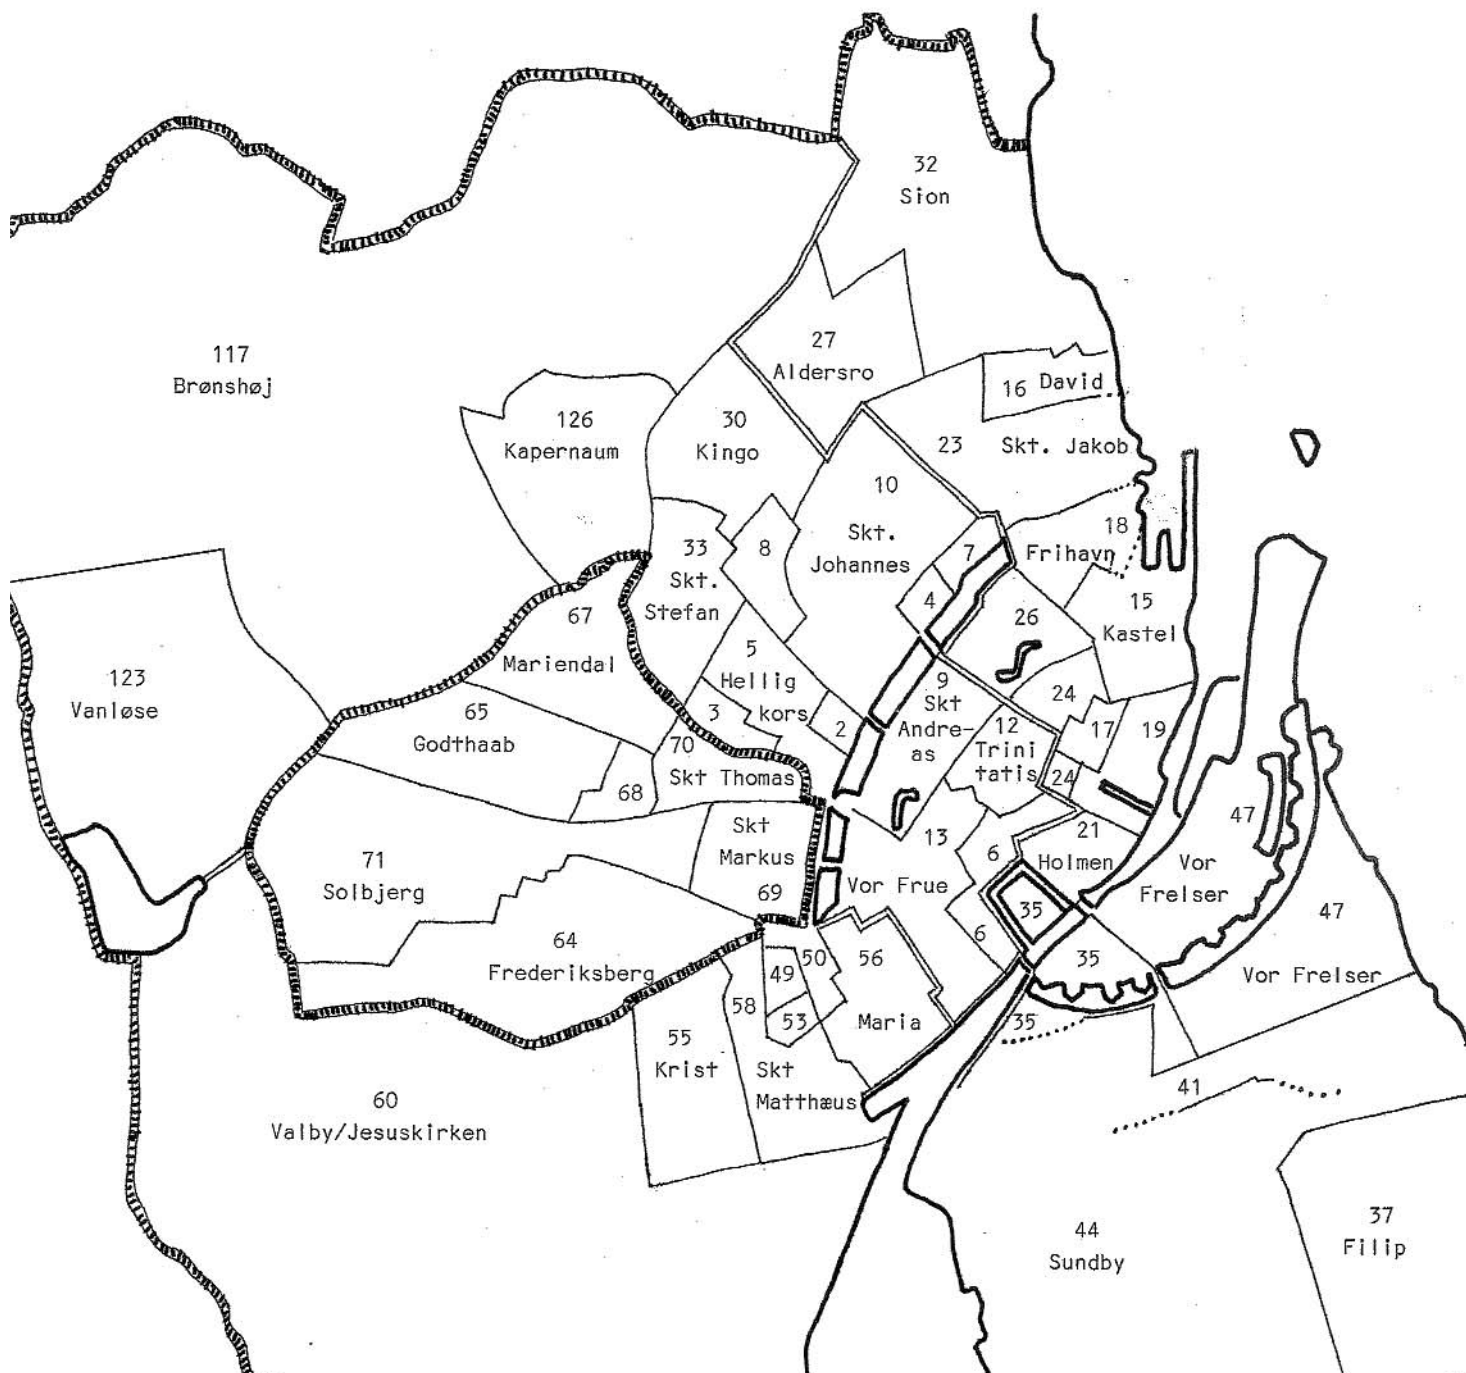 32
Sion
117
Brønshøj
27
Aldersro
16 David
126
Kapernaum
30
Kingo
23
Skt. Jakob
10
Skt.
Johannes
18
Frihavn
7
8
33
Skt.
Stefan
4
15
Kastel
26
67
Mariendal
5
Hellig
kors
9
Skt
Andre-
as
24
123
Vanløse
65
Godthaab
3
2
12
Trini
tatis
17
19
70
Skt Thomas
68
24
47
Skt
Markus
69
13
Vor Frue
6
21
Holmen
Vor
Frelser
71
Solbjerg
35
47
Vor Frelser
64
Frederiksberg
6
35
50
56
Maria
49
58
53
35
55
Krist
Skt
Matthæus
41
60
Valby/Jesuskirken
44
Sundby
37
Filip